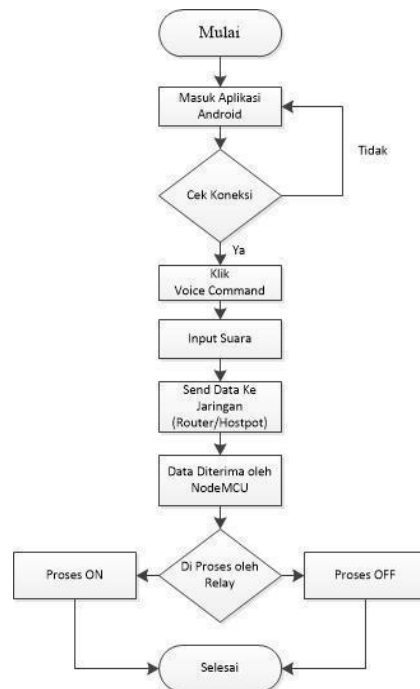 Mulai
Masuk Aplikasi
Android
Tidak
Cek Koneksi
Ya
Klik
Voice Command
Input Suara
Send Data Ke
Jaringan
(Router/Hostpot)
Data Diterima oleh
NodeMCU
Proses ON
Di Proses oleh
Relay
Proses OFF
Selesai